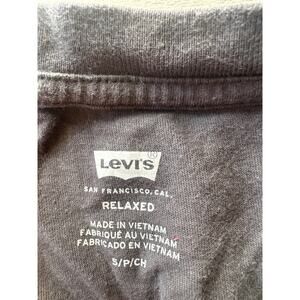 Levi's ®
SAN FRANCISCO, CAL.
RELAXED
MADE IN VIETNAM
FABRIQUÉ AU VIETNAM
FABRICADO EN VIETNAM
S/P/CH